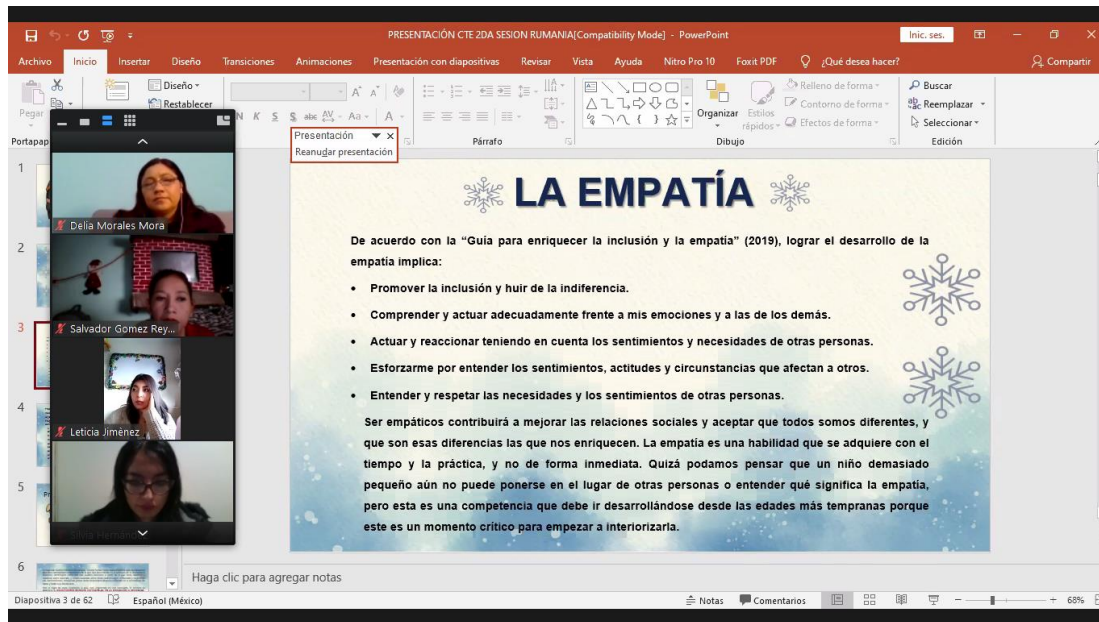 PRESENTACIÓN CTE 2DA SESION RUMANIA[Compatibility Mode] - PowerPoint
Inic. ses.
Archivo Inicio Insertar Diseño Transiciones Animaciones Presentación con diapositivas Revisar Vista Ayuda Nitro Pro 10 Foxit PDF ¿Qué desea hacer? Compartir
Pegar
Diseño
Restablecer
N K S S abc AV Aa A
Organizar
Estilos
rápidos
Relleno de forma
Contorno de forma
Efectos de forma
Buscar
Reemplazar
Seleccionar
Portapap
Párrafo
Dibujo
Edición
Presentación
Reanudar presentación
Delia Morales Mora
Salvador Gomez Rey...
Leticia Jiménez
1
2
3
4
5
6
LA EMPATÍA
De acuerdo con la “Guía para enriquecer la inclusión y la empatía” (2019), lograr el desarrollo de la
empatía implica:
• Promover la inclusión y huir de la indiferencia.
• Comprender y actuar adecuadamente frente a mis emociones y a las de los demás.
• Actuar y reaccionar teniendo en cuenta los sentimientos y necesidades de otras personas.
• Esforzarme por entender los sentimientos, actitudes y circunstancias que afectan a otros.
• Entender y respetar las necesidades y los sentimientos de otras personas.
Ser empáticos contribuirá a mejorar las relaciones sociales y aceptar que todos somos diferentes, y
que son esas diferencias las que nos enriquecen. La empatía es una habilidad que se adquiere con el
tiempo y la práctica, y no de forma inmediata. Quizá podamos pensar que un niño demasiado
pequeño aún no puede ponerse en el lugar de otras personas o entender qué significa la empatía,
pero esta es una competencia que debe ir desarrollándose desde las edades más tempranas porque
este es un momento crítico para empezar a interiorizarla.
Haga clic para agregar notas
Diapositiva 3 de 62 Español (México) Notas Comentarios 68%